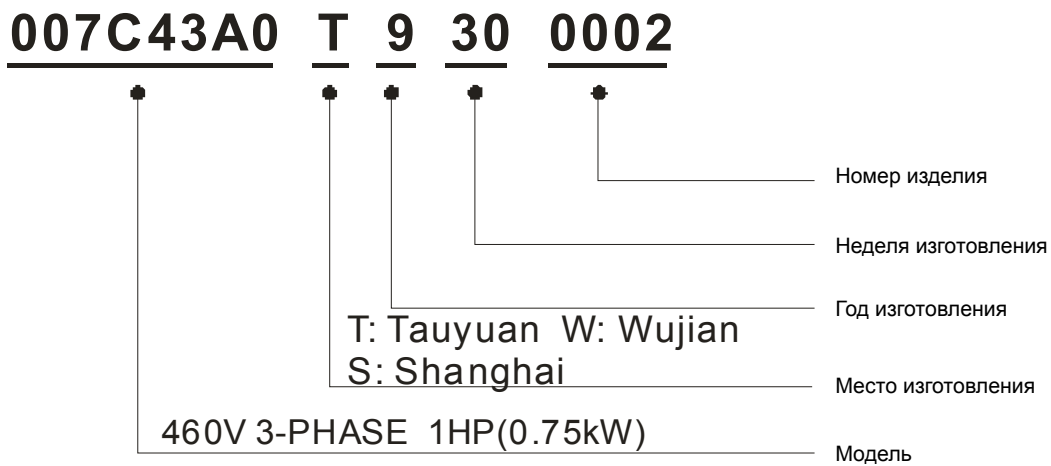 007C43A0 T 9 30 0002
Номер изделия
Неделя изготовления
Год изготовления
T: Tauyuan W: Wujian
S: Shanghai
Место изготовления
460V 3-PHASE 1HP(0.75kW)
Модель